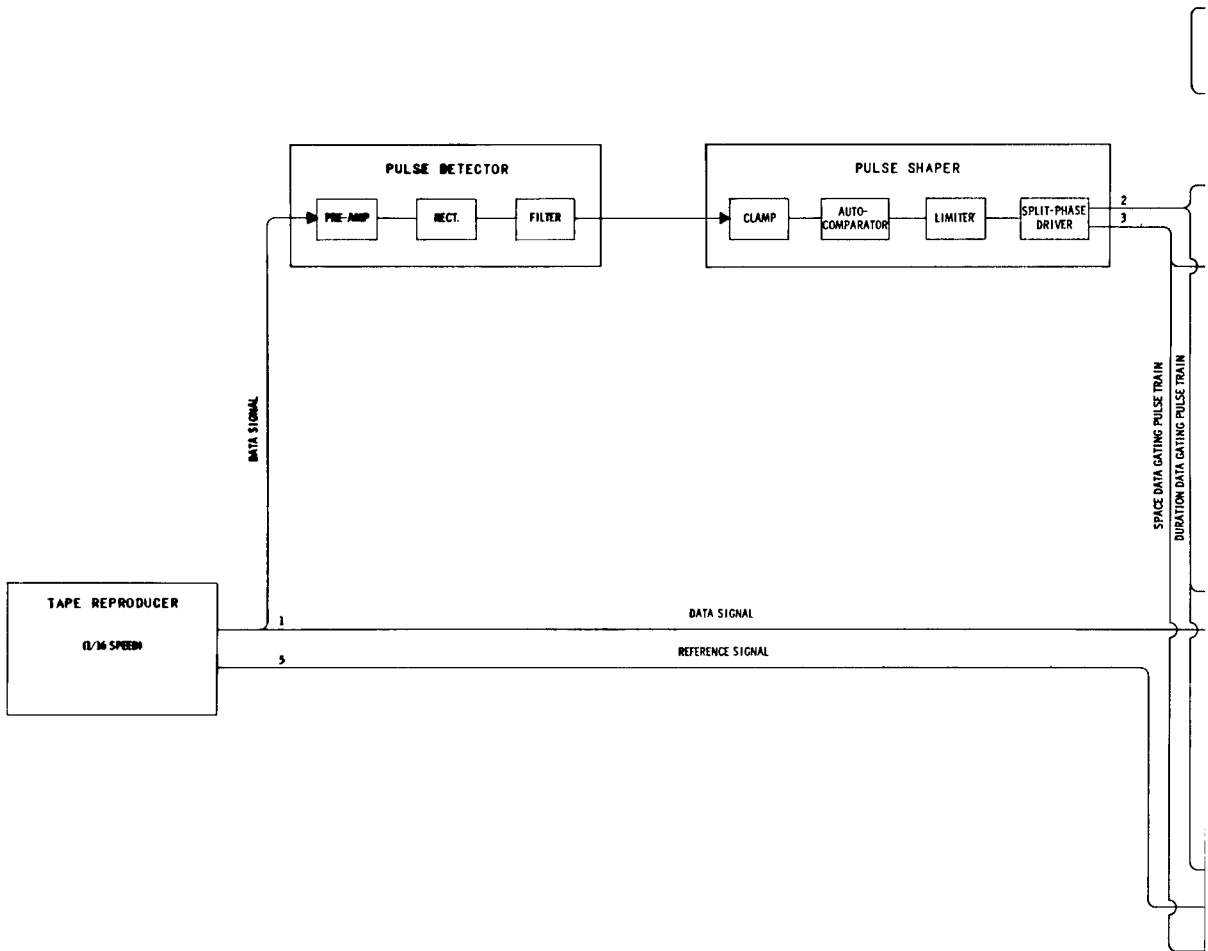 PULSE DETECTOR
PRE-AMP
RECT.
FILTER
PULSE SHAPER
CLAMP
AUTO-
COMPARATOR
LIMITER
SPLIT-PHASE
DRIVER
2
3
DATA SIGNAL
SPACE DATA GATING PULSE TRAIN
DURATION DATA GATING PULSE TRAIN
TAPE REPRODUCER
(1/16 SPEED)
1
DATA SIGNAL
5
REFERENCE SIGNAL